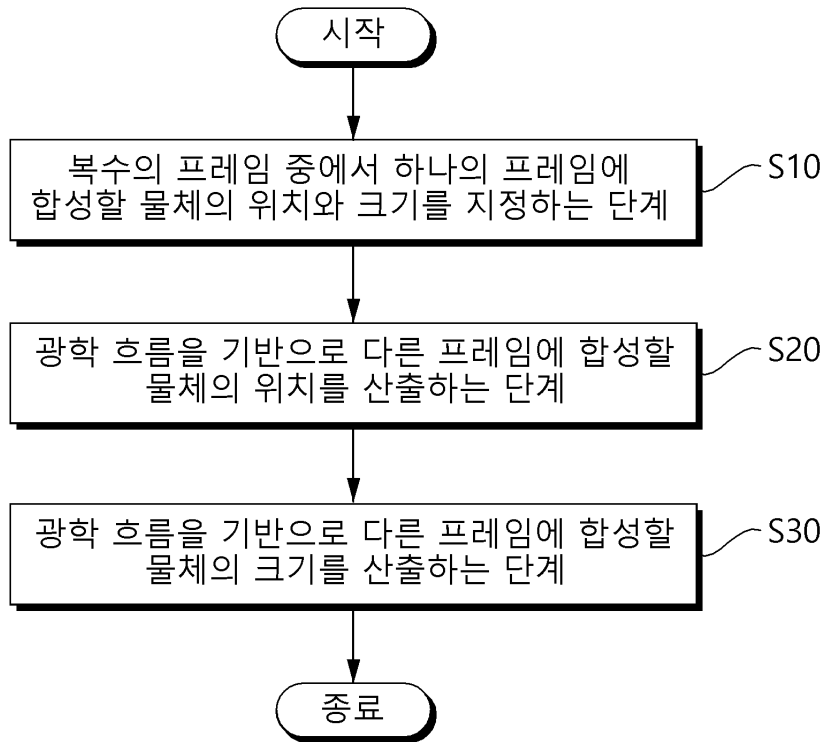 시작
복수의 프레임 중에서 하나의 프레임에
합성할 물체의 위치와 크기를 지정하는 단계
S10
광학 흐름을 기반으로 다른 프레임에 합성할
물체의 위치를 산출하는 단계
S20
광학 흐름을 기반으로 다른 프레임에 합성할
물체의 크기를 산출하는 단계
S30
종료